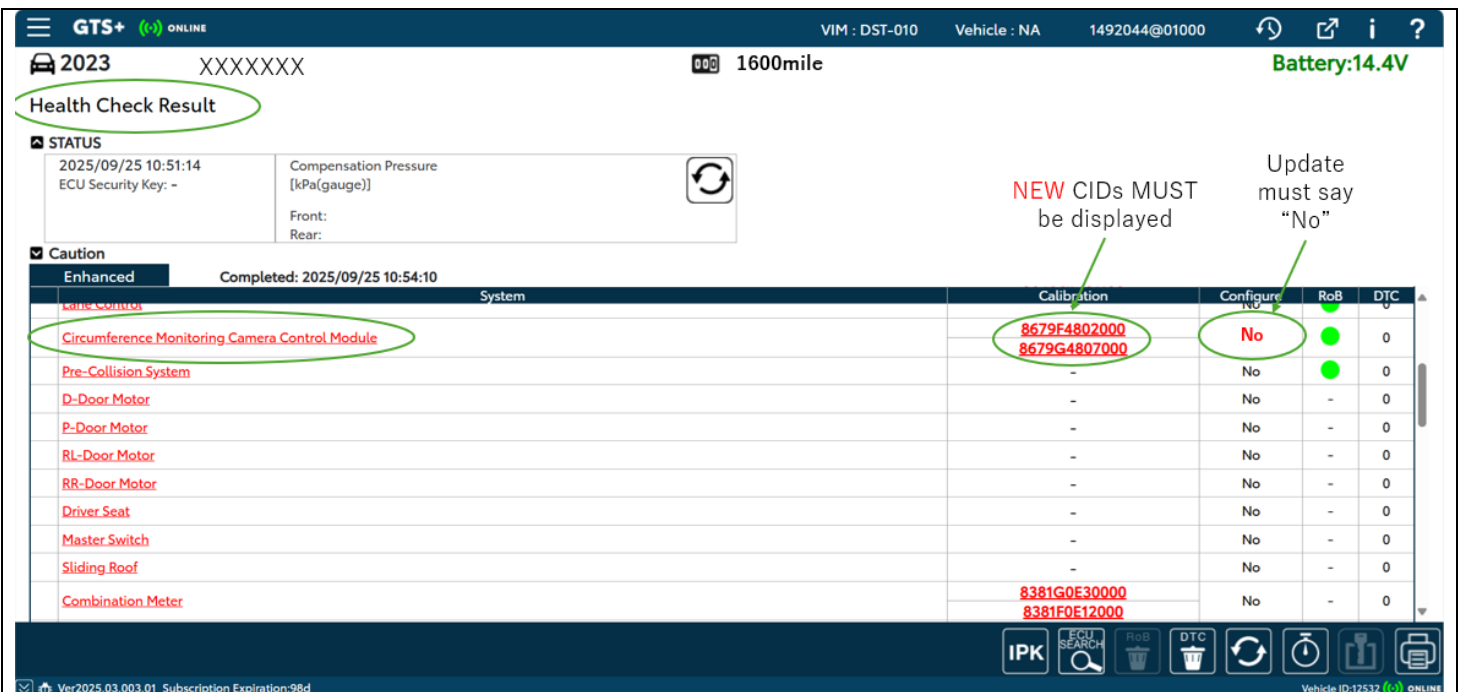 GTS+ ONLINE VIM : DST-010 Vehicle : NA 1492044@01000 i ?
2023 XXXXXXX 1600mile Battery:14.4V
Health Check Result
STATUS
2025/09/25 10:51:14 Compensation Pressure
ECU Security Key: - [kPa(gauge)]
Front:
Rear:
NEW CIDs MUST
be displayed
Update
must say
“No”
Caution
Enhanced Completed: 2025/09/25 10:54:10
System Calibration Configure RoB DTC
Lane Control No 0
Circumference Monitoring Camera Control Module 8679F4802000 No 0
8679G4807000
Pre-Collision System - No 0
D-Door Motor - No - 0
P-Door Motor - No - 0
RL-Door Motor - No - 0
RR-Door Motor - No - 0
Driver Seat - No - 0
Master Switch - No - 0
Sliding Roof - No - 0
Combination Meter 8381G0E30000 No - 0
8381F0E12000
IPK ECU SEARCH RoB DTC
Ver2025.03.003.01 Subscription Expiration:98d Vehicle ID:12532 ONLINE